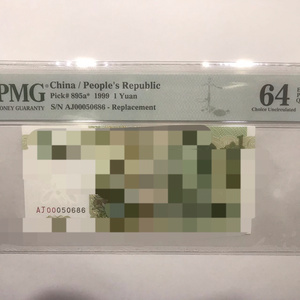 PMG
MONEY GUARANTY
China / People's Republic
Pick# 895a* 1999 1 Yuan
S/N AJ00050686 - Replacement
64
Choice Uncirculated
AJ00050686